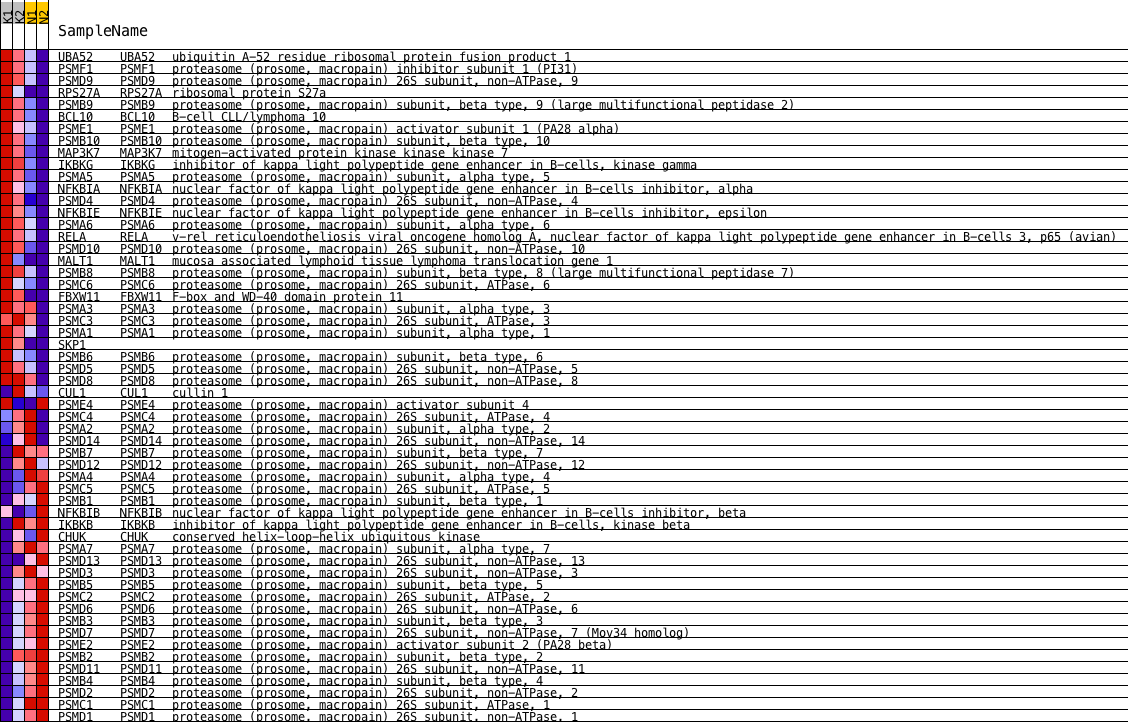 K1 K2 N1 N2
SampleName
UBA52 UBA52 ubiquitin A-52 residue ribosomal protein fusion product 1
PSMF1 PSMF1 proteasome (prosome, macropain) inhibitor subunit 1 (PI31)
PSMD9 PSMD9 proteasome (prosome, macropain) 26S subunit, non-ATPase, 9
RPS27A RPS27A ribosomal protein S27a
PSMB9 PSMB9 proteasome (prosome, macropain) subunit, beta type, 9 (large multifunctional peptidase 2)
BCL10 BCL10 B-cell CLL/lymphoma 10
PSME1 PSME1 proteasome (prosome, macropain) activator subunit 1 (PA28 alpha)
PSMB10 PSMB10 proteasome (prosome, macropain) subunit, beta type, 10
MAP3K7 MAP3K7 mitogen-activated protein kinase kinase kinase 7
IKBKG IKBKG inhibitor of kappa light polypeptide gene enhancer in B-cells, kinase gamma
PSMA5 PSMA5 proteasome (prosome, macropain) subunit, alpha type, 5
NFKBIA NFKBIA nuclear factor of kappa light polypeptide gene enhancer in B-cells inhibitor, alpha
PSMD4 PSMD4 proteasome (prosome, macropain) 26S subunit, non-ATPase, 4
NFKBIE NFKBIE nuclear factor of kappa light polypeptide gene enhancer in B-cells inhibitor, epsilon
PSMA6 PSMA6 proteasome (prosome, macropain) subunit, alpha type, 6
RELA RELA v-rel reticuloendotheliosis viral oncogene homolog A, nuclear factor of kappa light polypeptide gene enhancer in B-cells 3, p65 (avian)
PSMD10 PSMD10 proteasome (prosome, macropain) 26S subunit, non-ATPase, 10
MALT1 MALT1 mucosa associated lymphoid tissue lymphoma translocation gene 1
PSMB8 PSMB8 proteasome (prosome, macropain) subunit, beta type, 8 (large multifunctional peptidase 7)
PSMC6 PSMC6 proteasome (prosome, macropain) 26S subunit, ATPase, 6
FBXW11 FBXW11 F-box and WD-40 domain protein 11
PSMA3 PSMA3 proteasome (prosome, macropain) subunit, alpha type, 3
PSMC3 PSMC3 proteasome (prosome, macropain) 26S subunit, ATPase, 3
PSMA1 PSMA1 proteasome (prosome, macropain) subunit, alpha type, 1
SKP1
PSMB6 PSMB6 proteasome (prosome, macropain) subunit, beta type, 6
PSMD5 PSMD5 proteasome (prosome, macropain) 26S subunit, non-ATPase, 5
PSMD8 PSMD8 proteasome (prosome, macropain) 26S subunit, non-ATPase, 8
CUL1 CUL1 cullin 1
PSME4 PSME4 proteasome (prosome, macropain) activator subunit 4
PSMC4 PSMC4 proteasome (prosome, macropain) 26S subunit, ATPase, 4
PSMA2 PSMA2 proteasome (prosome, macropain) subunit, alpha type, 2
PSMD14 PSMD14 proteasome (prosome, macropain) 26S subunit, non-ATPase, 14
PSMB7 PSMB7 proteasome (prosome, macropain) subunit, beta type, 7
PSMD12 PSMD12 proteasome (prosome, macropain) 26S subunit, non-ATPase, 12
PSMA4 PSMA4 proteasome (prosome, macropain) subunit, alpha type, 4
PSMC5 PSMC5 proteasome (prosome, macropain) 26S subunit, ATPase, 5
PSMB1 PSMB1 proteasome (prosome, macropain) subunit, beta type, 1
NFKBIB NFKBIB nuclear factor of kappa light polypeptide gene enhancer in B-cells inhibitor, beta
IKBKB IKBKB inhibitor of kappa light polypeptide gene enhancer in B-cells, kinase beta
CHUK CHUK conserved helix-loop-helix ubiquitous kinase
PSMA7 PSMA7 proteasome (prosome, macropain) subunit, alpha type, 7
PSMD13 PSMD13 proteasome (prosome, macropain) 26S subunit, non-ATPase, 13
PSMD3 PSMD3 proteasome (prosome, macropain) 26S subunit, non-ATPase, 3
PSMB5 PSMB5 proteasome (prosome, macropain) subunit, beta type, 5
PSMC2 PSMC2 proteasome (prosome, macropain) 26S subunit, ATPase, 2
PSMD6 PSMD6 proteasome (prosome, macropain) 26S subunit, non-ATPase, 6
PSMB3 PSMB3 proteasome (prosome, macropain) subunit, beta type, 3
PSMD7 PSMD7 proteasome (prosome, macropain) 26S subunit, non-ATPase, 7 (Mov34 homolog)
PSME2 PSME2 proteasome (prosome, macropain) activator subunit 2 (PA28 beta)
PSMB2 PSMB2 proteasome (prosome, macropain) subunit, beta type, 2
PSMD11 PSMD11 proteasome (prosome, macropain) 26S subunit, non-ATPase, 11
PSMB4 PSMB4 proteasome (prosome, macropain) subunit, beta type, 4
PSMD2 PSMD2 proteasome (prosome, macropain) 26S subunit, non-ATPase, 2
PSMC1 PSMC1 proteasome (prosome, macropain) 26S subunit, ATPase, 1
PSMD1 PSMD1 proteasome (prosome, macropain) 26S subunit, non-ATPase, 1